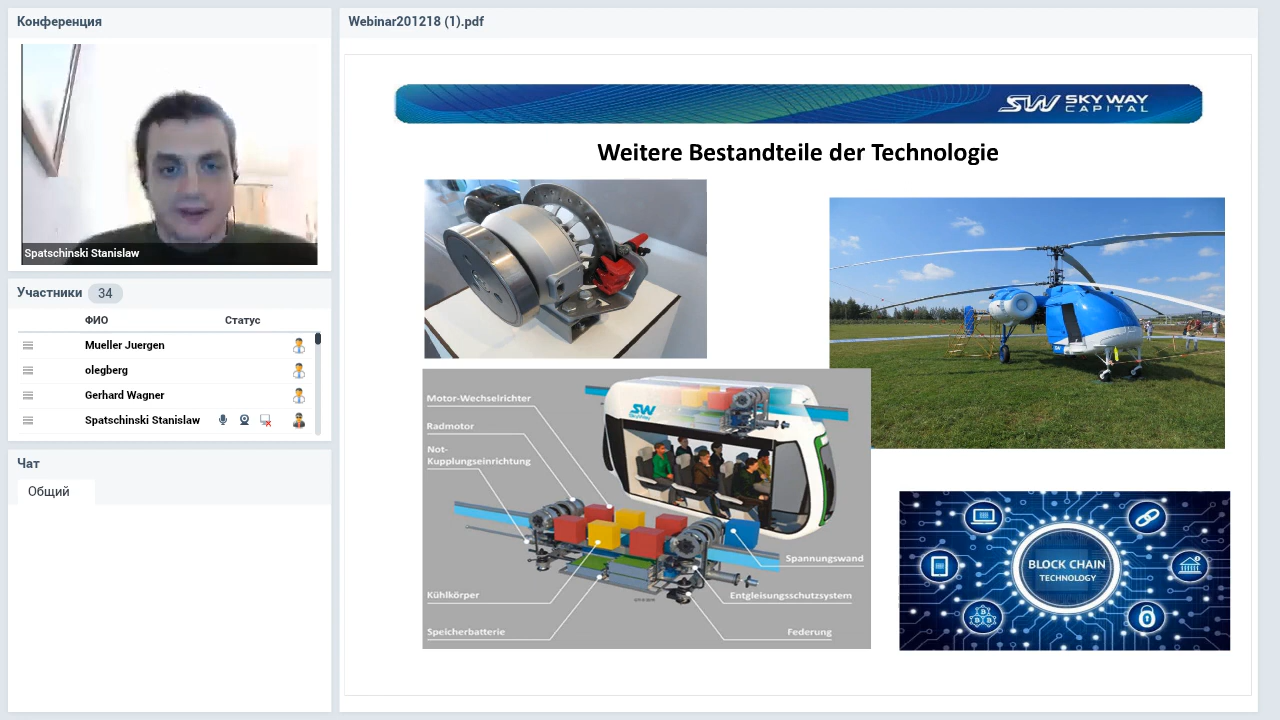 Конференция
Spatschinski Stanislaw
Участники 34
ФИО Статус
Mueller Juergen
olegberg
Gerhard Wagner
Spatschinski Stanislaw
Чат
Общий
Webinar201218 (1).pdf
SW SKY WAY
CAPITAL
Weitere Bestandteile der Technologie
Motor-Wechselrichter
Radmotor
Not-
Kupplungseinrichtung
Kühlkörper
Speicherbatterie
SW
SkyWay
Spannungswand
Entgleisungsschutzsystem
Federung
BLOCK CHAIN
TECHNOLOGY